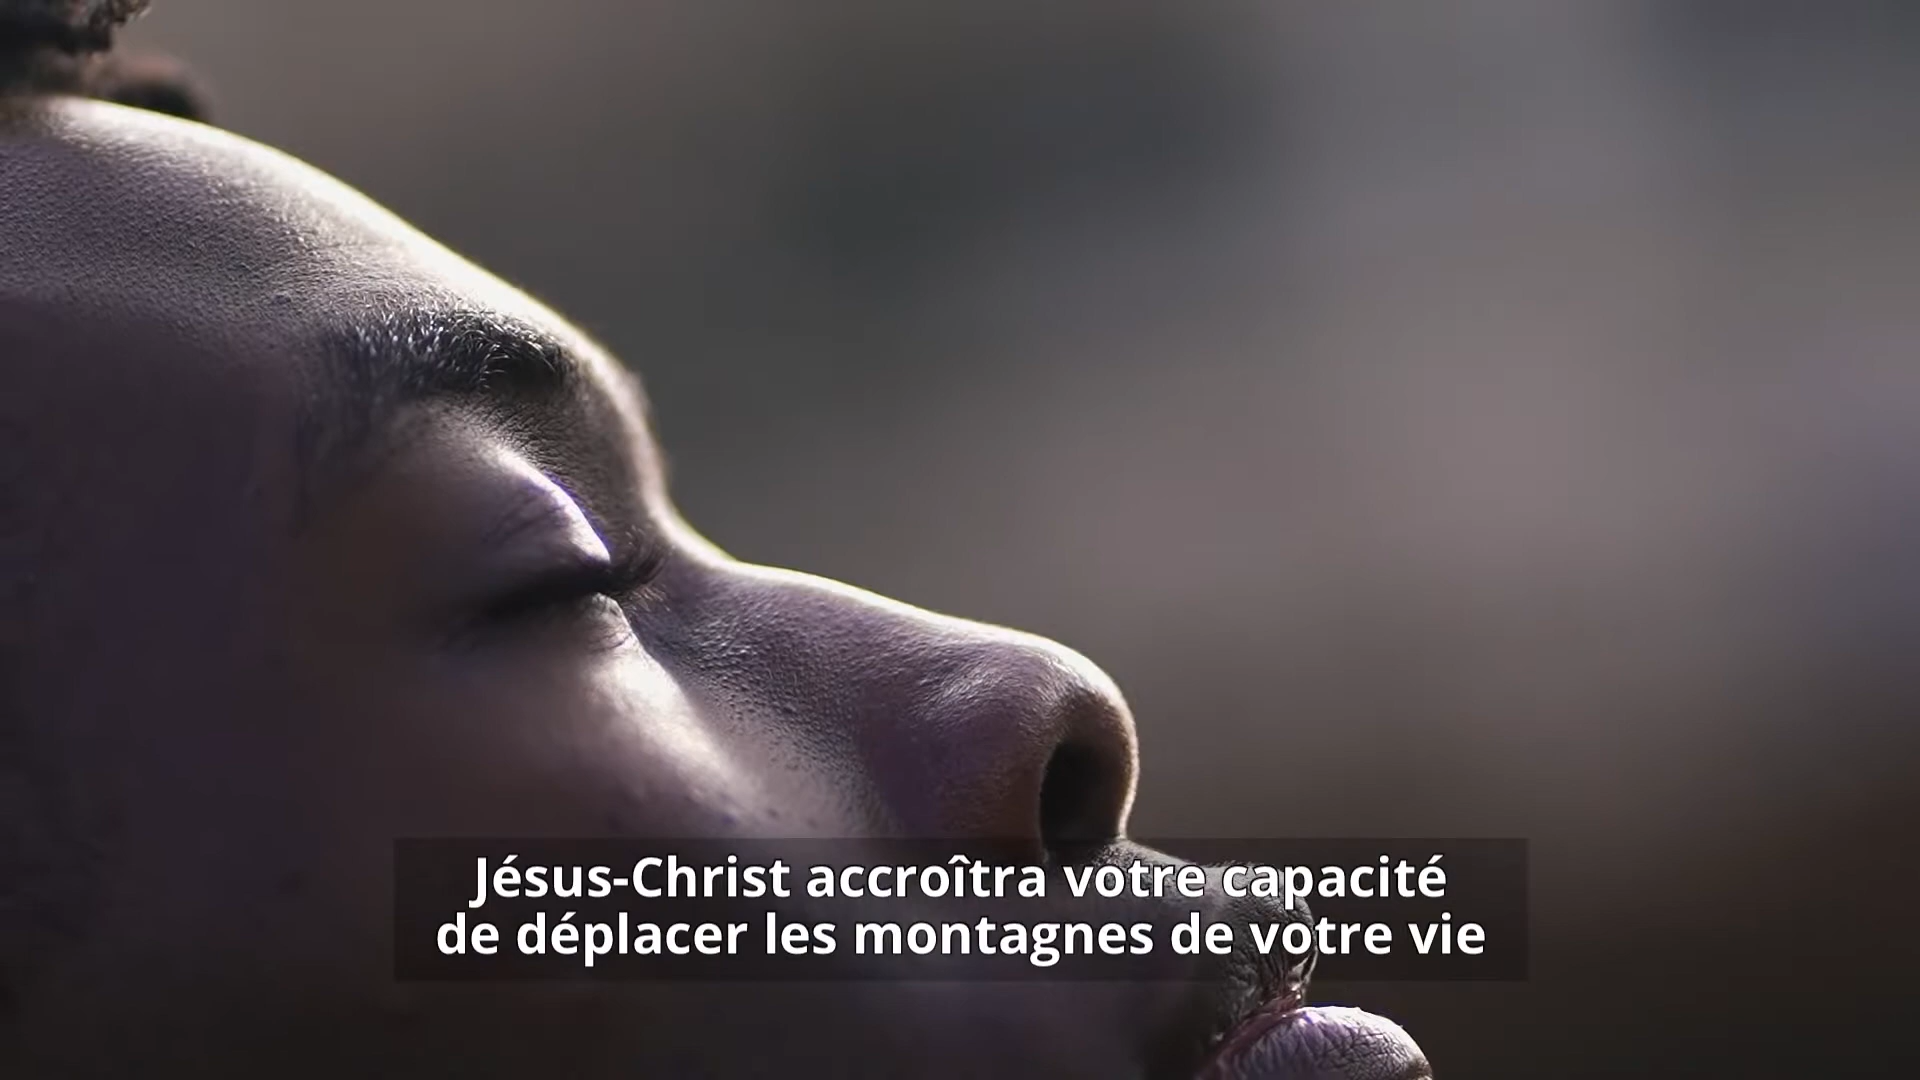 Jésus-Christ accroîtra votre capacité
de déplacer les montagnes de votre vie